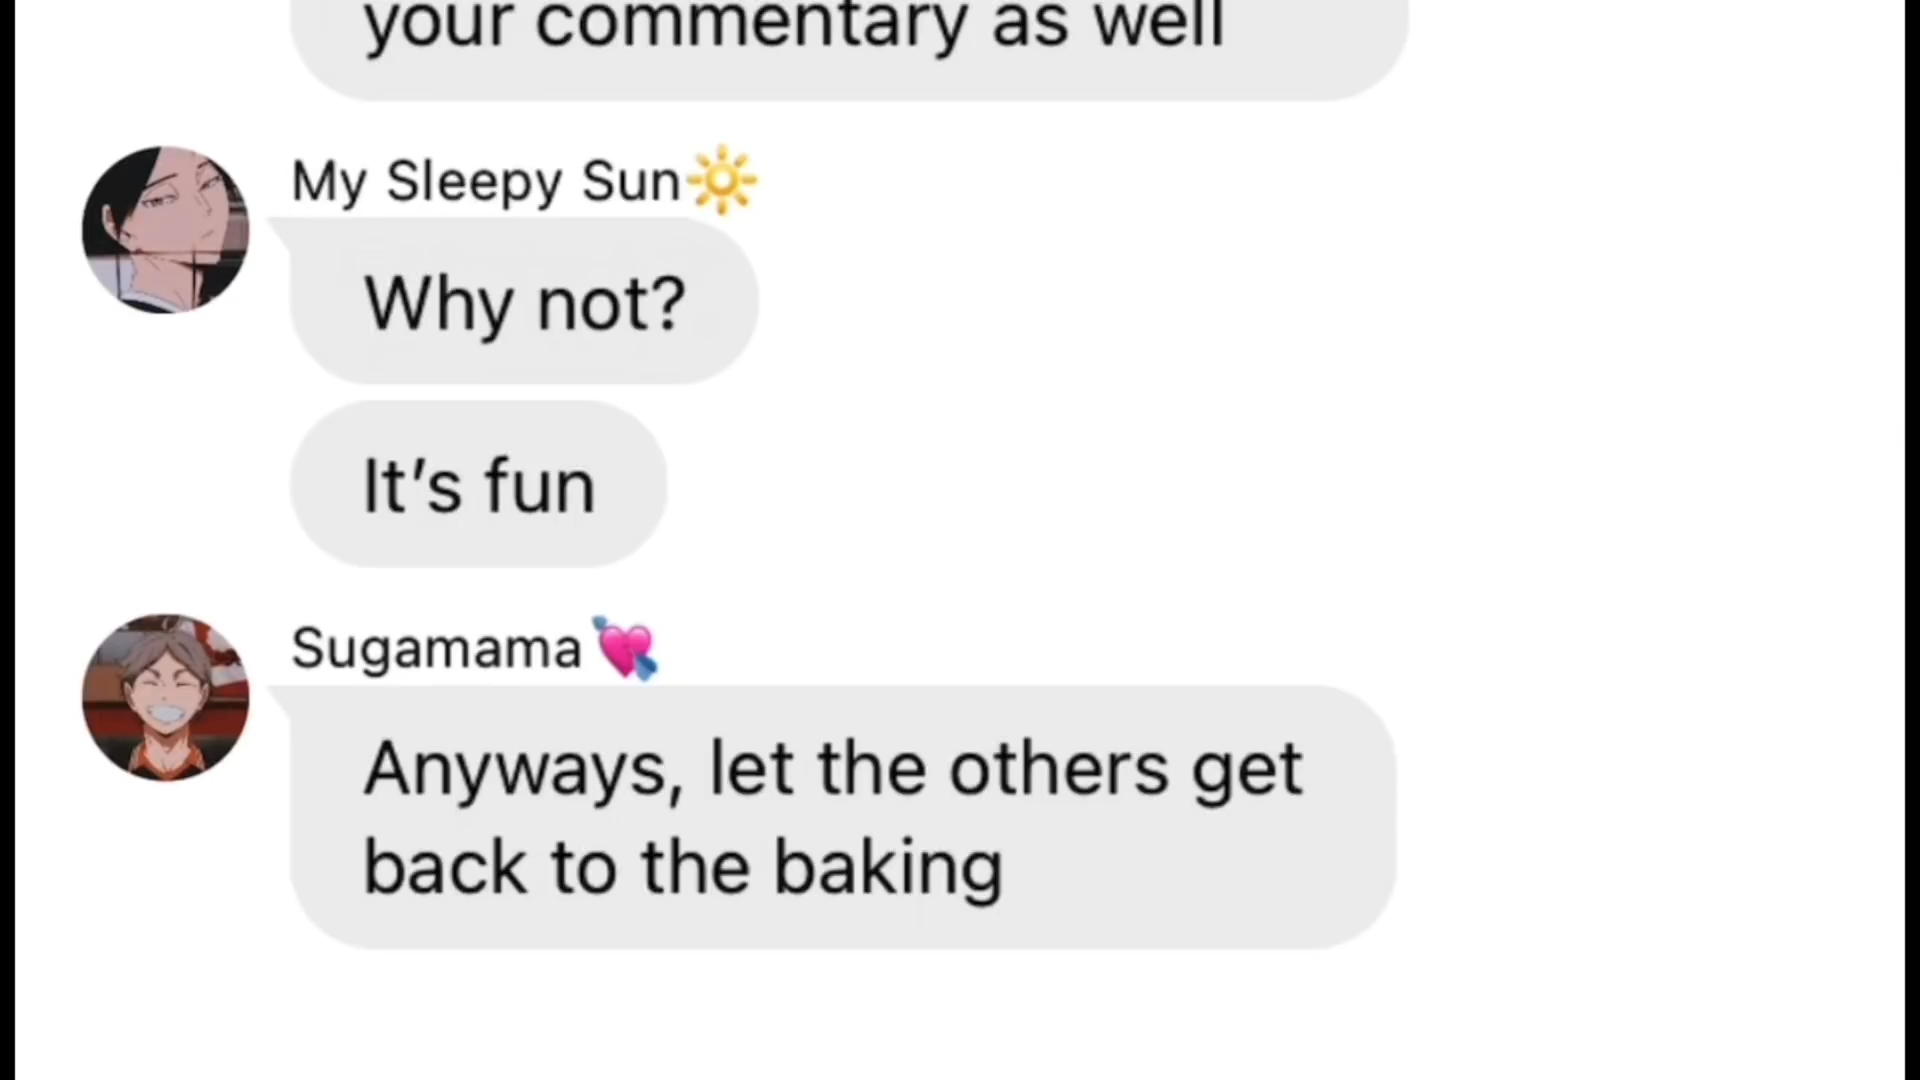 your commentary as well
My Sleepy Sun☀️
Why not?
It’s fun
Sugamama💘
Anyways, let the others get
back to the baking